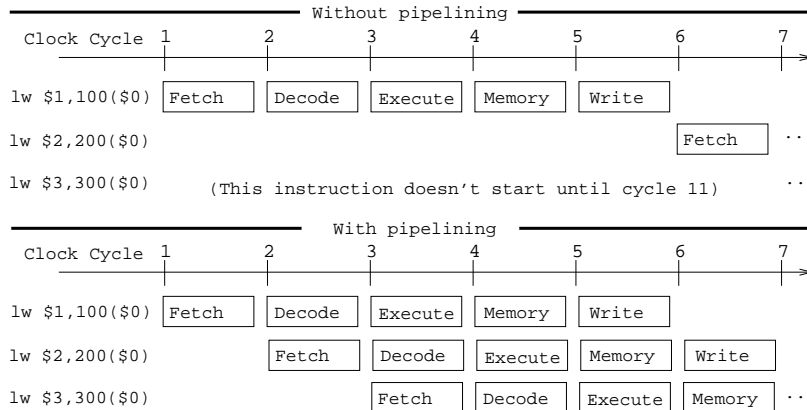 Without pipelining
Clock Cycle 1 2 3 4 5 6 7
lw $1,100($0) Fetch Decode Execute Memory Write
lw $2,200($0) Fetch ..
lw $3,300($0) (This instruction doesn't start until cycle 11) ..
With pipelining
Clock Cycle 1 2 3 4 5 6 7
lw $1,100($0) Fetch Decode Execute Memory Write
lw $2,200($0) Fetch Decode Execute Memory Write
lw $3,300($0) Fetch Decode Execute Memory ..